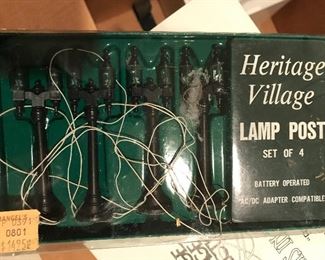 Heritage
Village
LAMP POST
SET OF 4
BATTERY OPERATED
AC/DC ADAPTER COMPATIBLE
0801